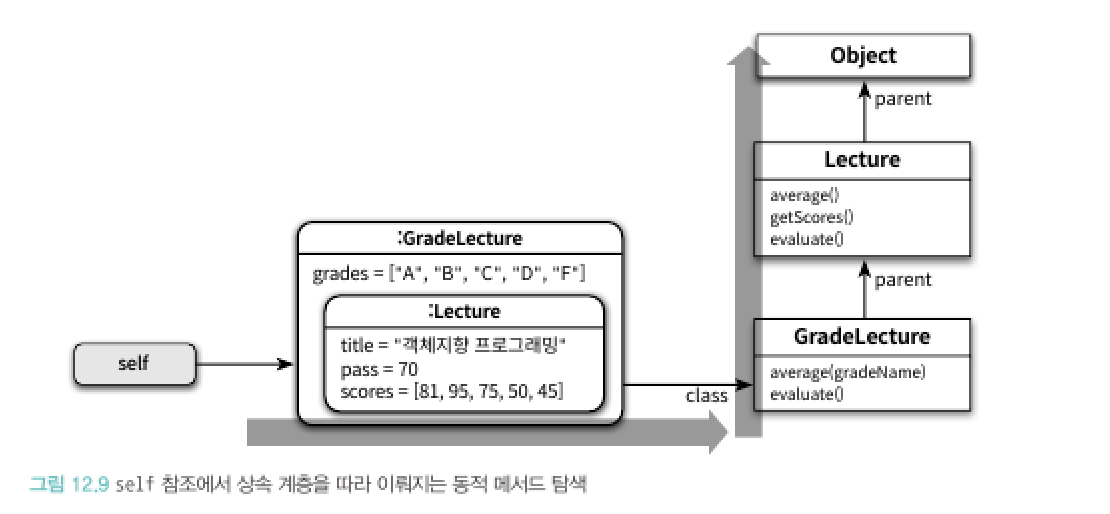 Object
parent
Lecture
average()
getScores()
evaluate()
parent
:GradeLecture
grades = ["A", "B", "C", "D", "F"]
:Lecture
title = "객체지향 프로그래밍"
pass = 70
scores = [81, 95, 75, 50, 45]
self
class
GradeLecture
average(gradeName)
evaluate()
그림 12.9 self 참조에서 상속 계층을 따라 이뤄지는 동적 메서드 탐색